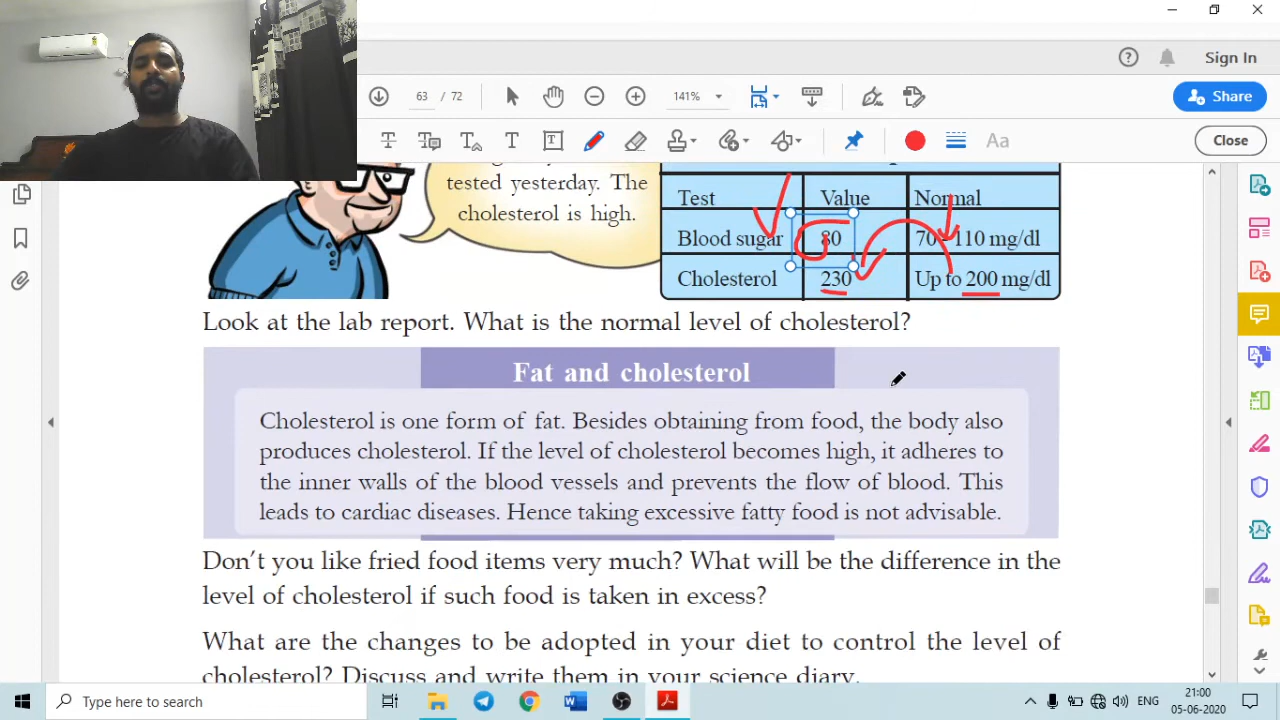 Sign In
63 / 72
141%
Share
Aa
Close
tested yesterday. The
cholesterol is high.
Test Value Normal
Blood sugar 80 70 - 110 mg/dl
Cholesterol 230 Up to 200 mg/dl
Look at the lab report. What is the normal level of cholesterol?
Fat and cholesterol
Cholesterol is one form of fat. Besides obtaining from food, the body also
produces cholesterol. If the level of cholesterol becomes high, it adheres to
the inner walls of the blood vessels and prevents the flow of blood. This
leads to cardiac diseases. Hence taking excessive fatty food is not advisable.
Don't you like fried food items very much? What will be the difference in the
level of cholesterol if such food is taken in excess?
What are the changes to be adopted in your diet to control the level of
cholesterol? Discuss and write them in your science diary.
Type here to search
ENG
21:00
05-06-2020